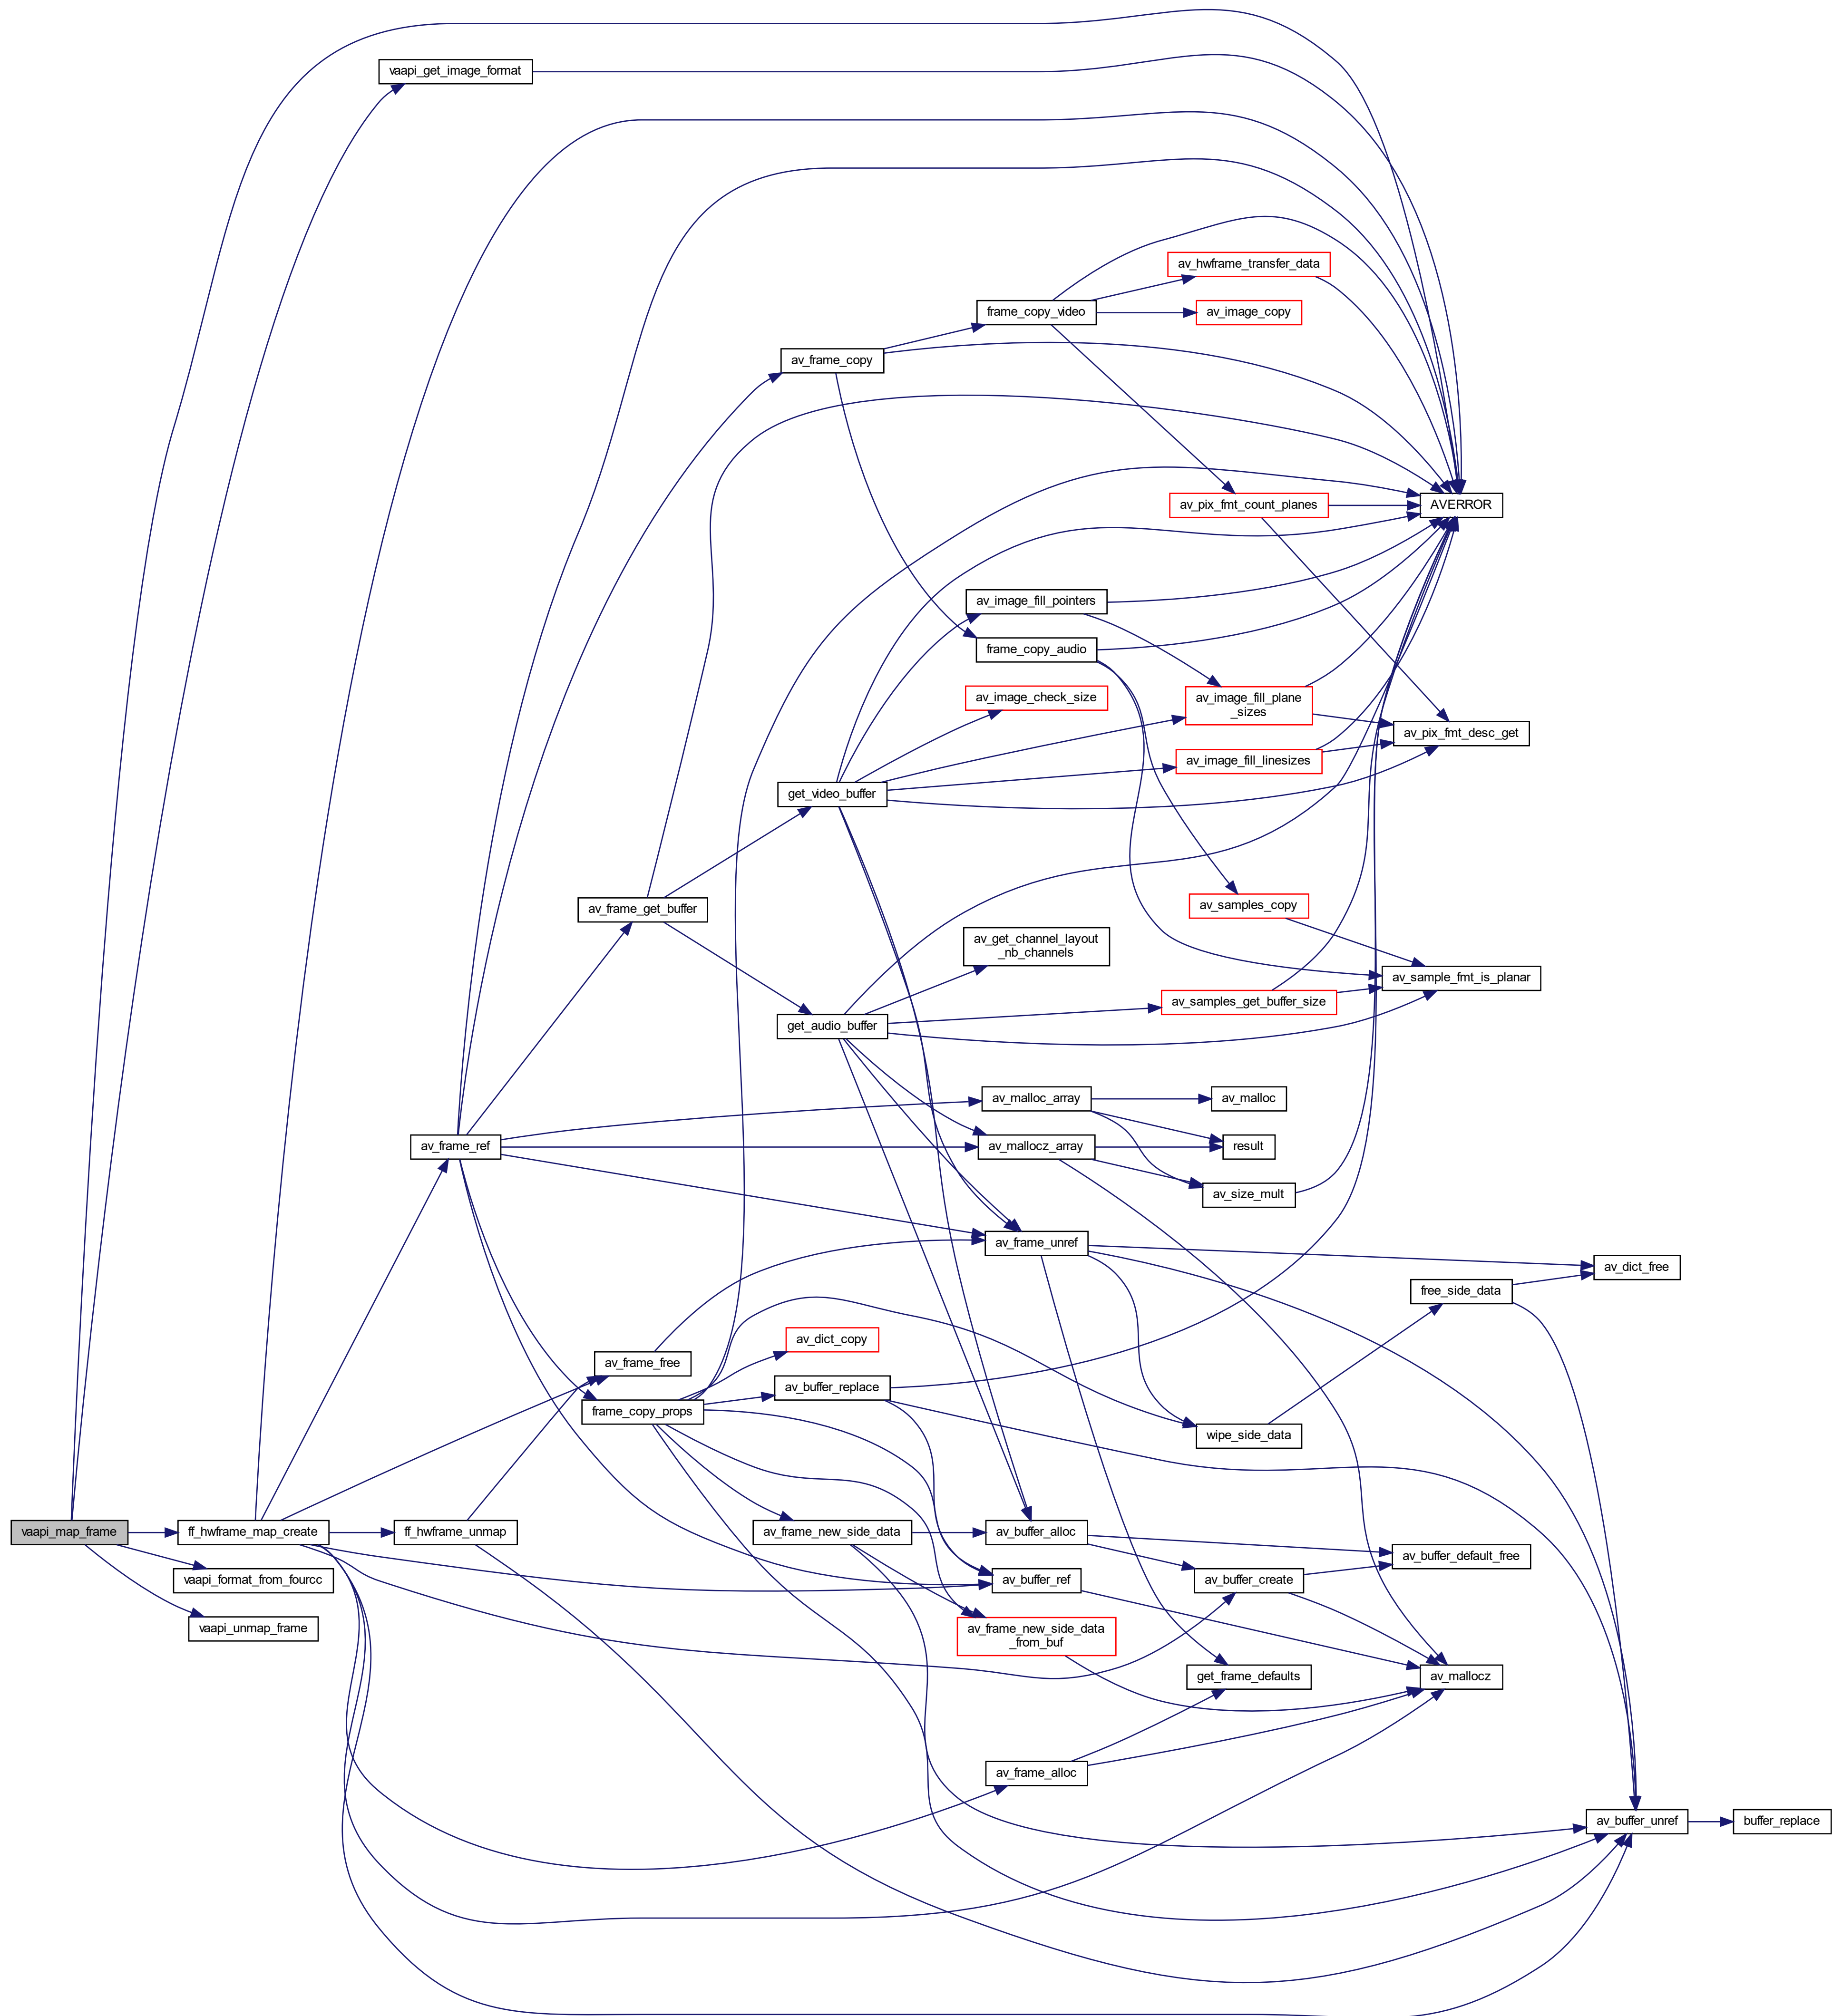 vaapi_get_image_format
av_hwframe_transfer_data
frame_copy_video
av_image_copy
av_frame_copy
av_pix_fmt_count_planes
AVERROR
av_image_fill_pointers
frame_copy_audio
av_image_check_size
av_image_fill_plane
_sizes
av_pix_fmt_desc_get
av_image_fill_linesizes
get_video_buffer
av_samples_copy
av_frame_get_buffer
av_get_channel_layout
_nb_channels
av_sample_fmt_is_planar
av_samples_get_buffer_size
get_audio_buffer
av_malloc_array
av_malloc
av_frame_ref
av_mallocz_array
result
av_size_mult
av_frame_unref
av_dict_free
free_side_data
av_dict_copy
av_frame_free
av_buffer_replace
frame_copy_props
wipe_side_data
vaapi_map_frame
ff_hwframe_map_create
ff_hwframe_unmap
av_frame_new_side_data
av_buffer_alloc
av_buffer_default_free
vaapi_format_from_fourcc
av_buffer_ref
av_buffer_create
vaapi_unmap_frame
av_frame_new_side_data
_from_buf
get_frame_defaults
av_mallocz
av_frame_alloc
av_buffer_unref
buffer_replace